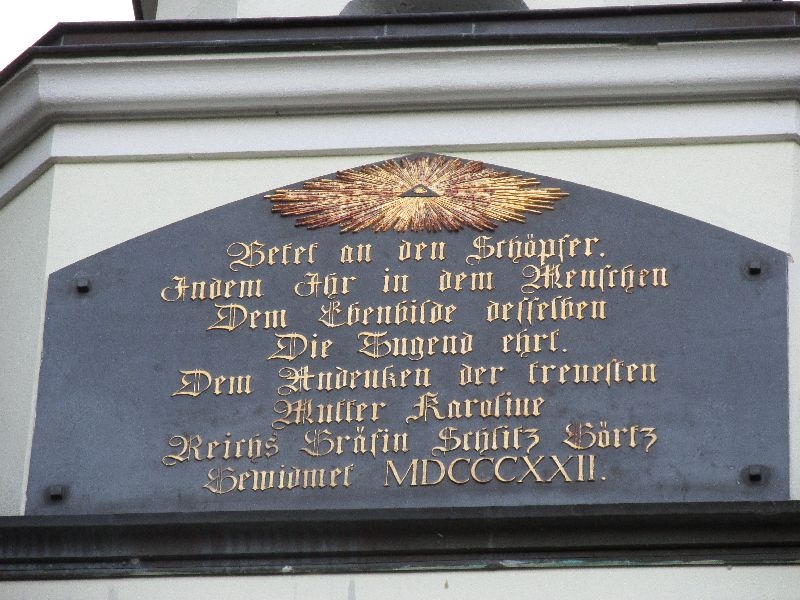 Betet an den Schöpfer.
Indem Ihr in dem Menschen
Dem Ebenbilde desselben
Die Tugend ehrt.
Dem Andenken der treuesten
Mutter Karoline
Reichs Gräfin Schlitz Görtz
Gewidmet MDCCCXXII.